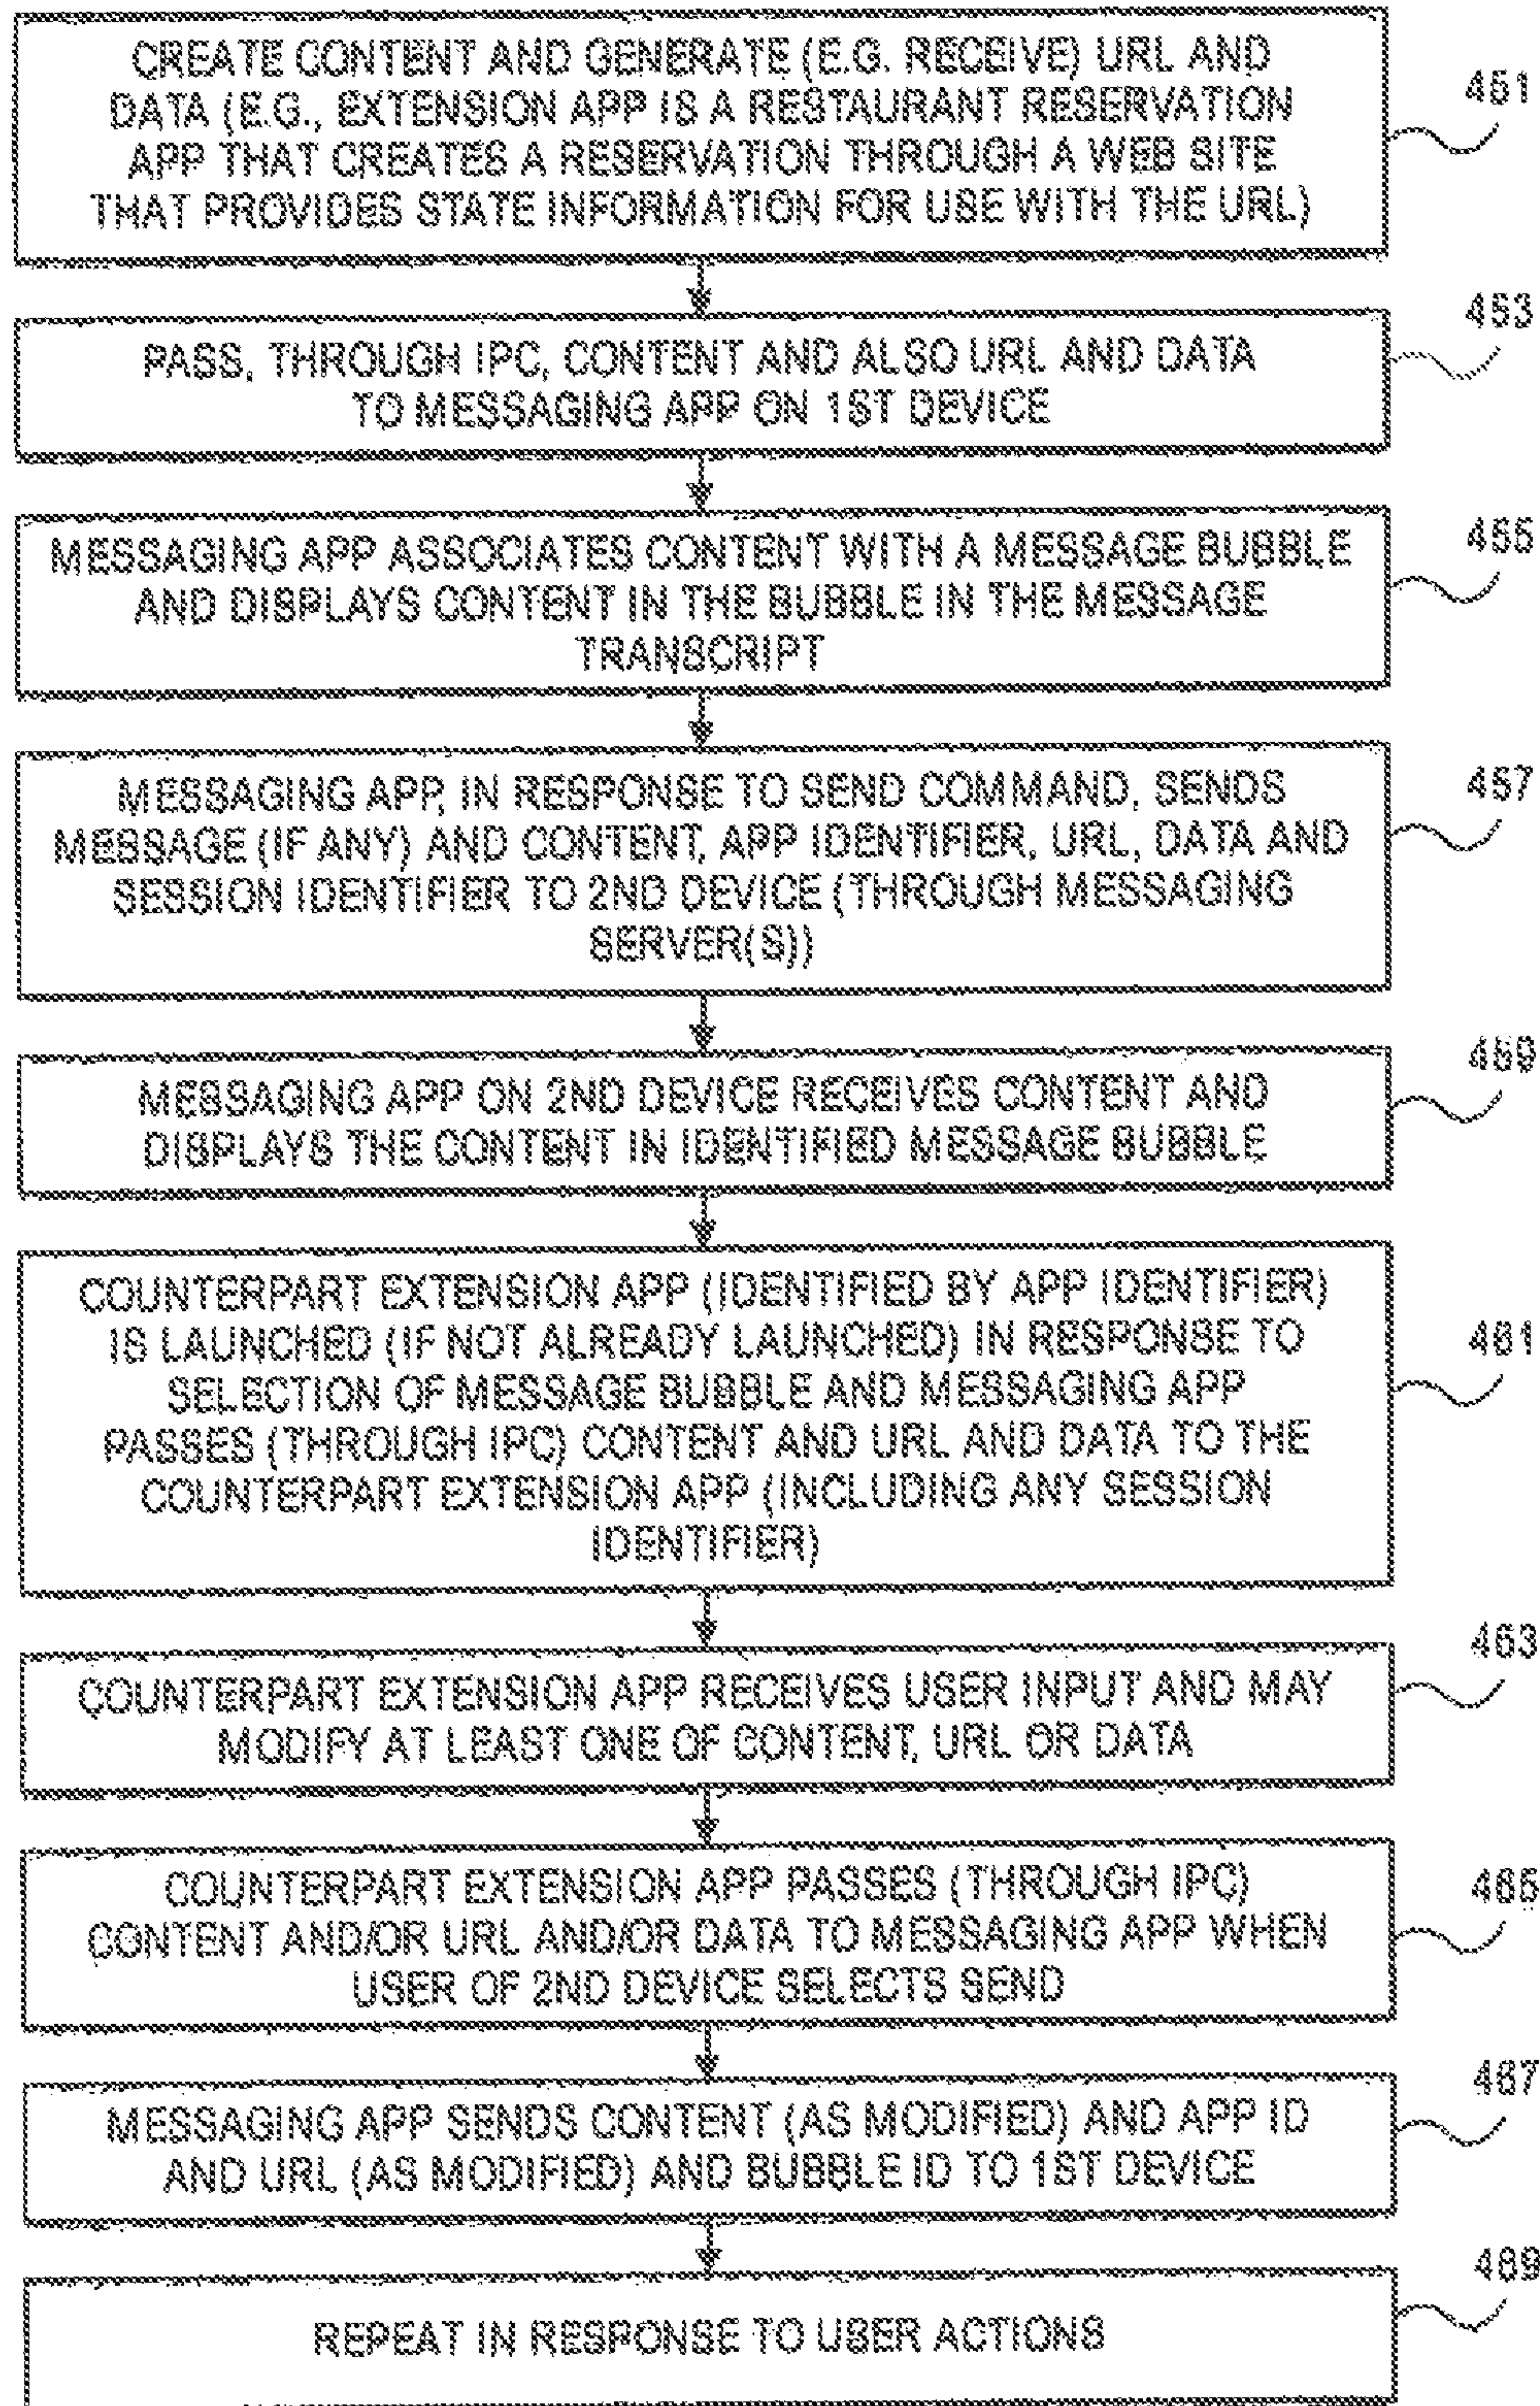 CREATE CONTENT AND GENERATE (E.G. RECEIVE) URL AND
DATA (E.G., EXTENSION APP IS A RESTAURANT RESERVATION
APP THAT CREATES A RESERVATION THROUGH A WEB SITE
THAT PROVIDES STATE INFORMATION FOR USE WITH THE URL)
451
PASS, THROUGH IPC, CONTENT AND ALSO URL AND DATA
TO MESSAGING APP ON 1ST DEVICE
453
MESSAGING APP ASSOCIATES CONTENT WITH A MESSAGE BUBBLE
AND DISPLAYS CONTENT IN THE BUBBLE IN THE MESSAGE
TRANSCRIPT
455
MESSAGING APP, IN RESPONSE TO SEND COMMAND, SENDS
MESSAGE (IF ANY) AND CONTENT, APP IDENTIFIER, URL, DATA AND
SESSION IDENTIFIER TO 2ND DEVICE (THROUGH MESSAGING
SERVER(S))
457
MESSAGING APP ON 2ND DEVICE RECEIVES CONTENT AND
DISPLAYS THE CONTENT IN IDENTIFIED MESSAGE BUBBLE
459
COUNTERPART EXTENSION APP (IDENTIFIED BY APP IDENTIFIER)
IS LAUNCHED (IF NOT ALREADY LAUNCHED) IN RESPONSE TO
SELECTION OF MESSAGE BUBBLE AND MESSAGING APP
PASSES (THROUGH IPC) CONTENT AND URL AND DATA TO THE
COUNTERPART EXTENSION APP (INCLUDING ANY SESSION
IDENTIFIER)
461
COUNTERPART EXTENSION APP RECEIVES USER INPUT AND MAY
MODIFY AT LEAST ONE OF CONTENT, URL OR DATA
463
COUNTERPART EXTENSION APP PASSES (THROUGH IPC)
CONTENT AND/OR URL AND/OR DATA TO MESSAGING APP WHEN
USER OF 2ND DEVICE SELECTS SEND
465
MESSAGING APP SENDS CONTENT (AS MODIFIED) AND APP ID
AND URL (AS MODIFIED) AND BUBBLE ID TO 1ST DEVICE
467
REPEAT IN RESPONSE TO USER ACTIONS
469